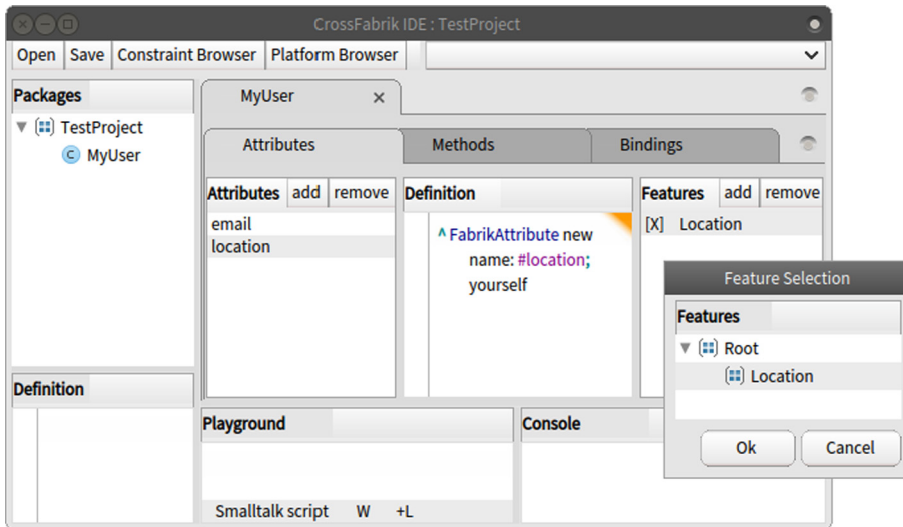 CrossFabrik IDE : TestProject
Open Save Constraint Browser Platform Browser
Packages
TestProject
C MyUser
MyUser ×
Attributes Methods Bindings
Attributes add remove
email
location
Definition
^ FabrikAttribute new
name: #location;
yourself
Features add remove
[X] Location
Feature Selection
Features
Root
Location
Ok Cancel
Definition
Playground
Smalltalk script W +L
Console